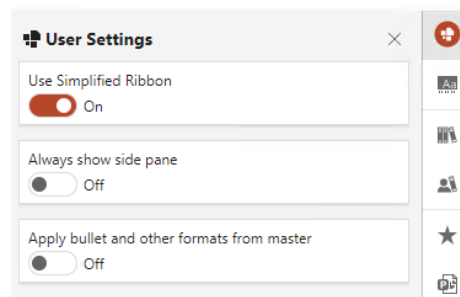 User Settings
Use Simplified Ribbon
On
Aa
Always show side pane
Off
Apply bullet and other formats from master
Off